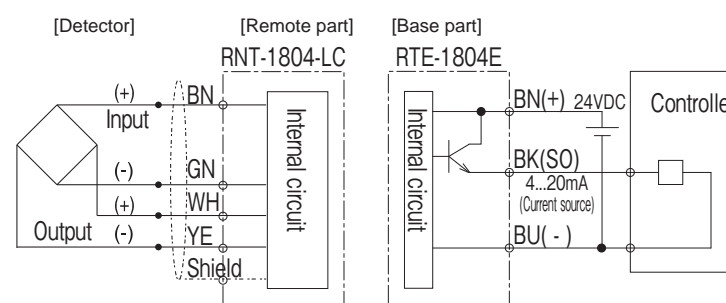 [Detector] [Remote part] [Base part]
RNT-1804-LC RTE-1804E
(+) BN
Input
(-) GN
(+) WH
Output (-) YE
Shield
Internal circuit
Internal circuit
BN(+) 24VDC
BK(SO)
4...20mA
(Current source)
BU( - )
Controlle